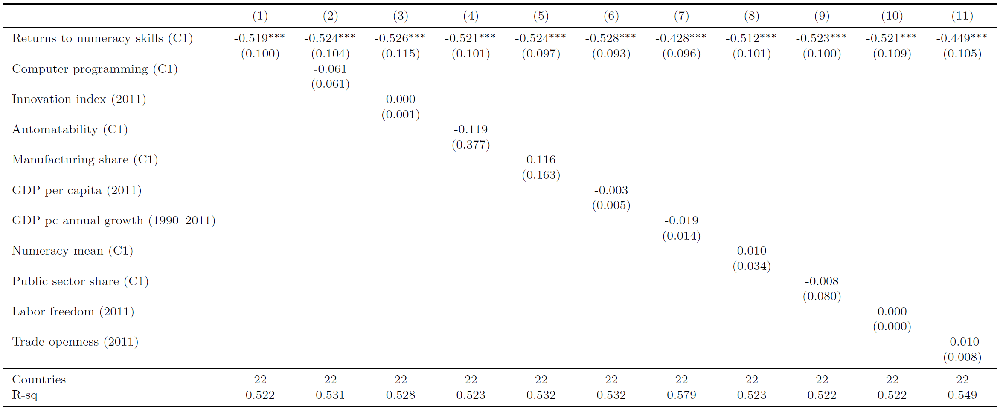 (1) (2) (3) (4) (5) (6) (7) (8) (9) (10) (11)
Returns to numeracy skills (C1) -0.519*** -0.524*** -0.526*** -0.521*** -0.524*** -0.528*** -0.428*** -0.512*** -0.523*** -0.521*** -0.449***
(0.100) (0.104) (0.115) (0.101) (0.097) (0.093) (0.096) (0.101) (0.100) (0.109) (0.105)
Computer programming (C1) -0.061
(0.061)
Innovation index (2011) 0.000
(0.001)
Automatability (C1) -0.119
(0.377)
Manufacturing share (C1) 0.116
(0.163)
GDP per capita (2011) -0.003
(0.005)
GDP pc annual growth (1990–2011) -0.019
(0.014)
Numeracy mean (C1) 0.010
(0.034)
Public sector share (C1) -0.008
(0.080)
Labor freedom (2011) 0.000
(0.000)
Trade openness (2011) -0.010
(0.008)
Countries 22 22 22 22 22 22 22 22 22 22 22
R-sq 0.522 0.531 0.528 0.523 0.532 0.532 0.579 0.523 0.522 0.522 0.549